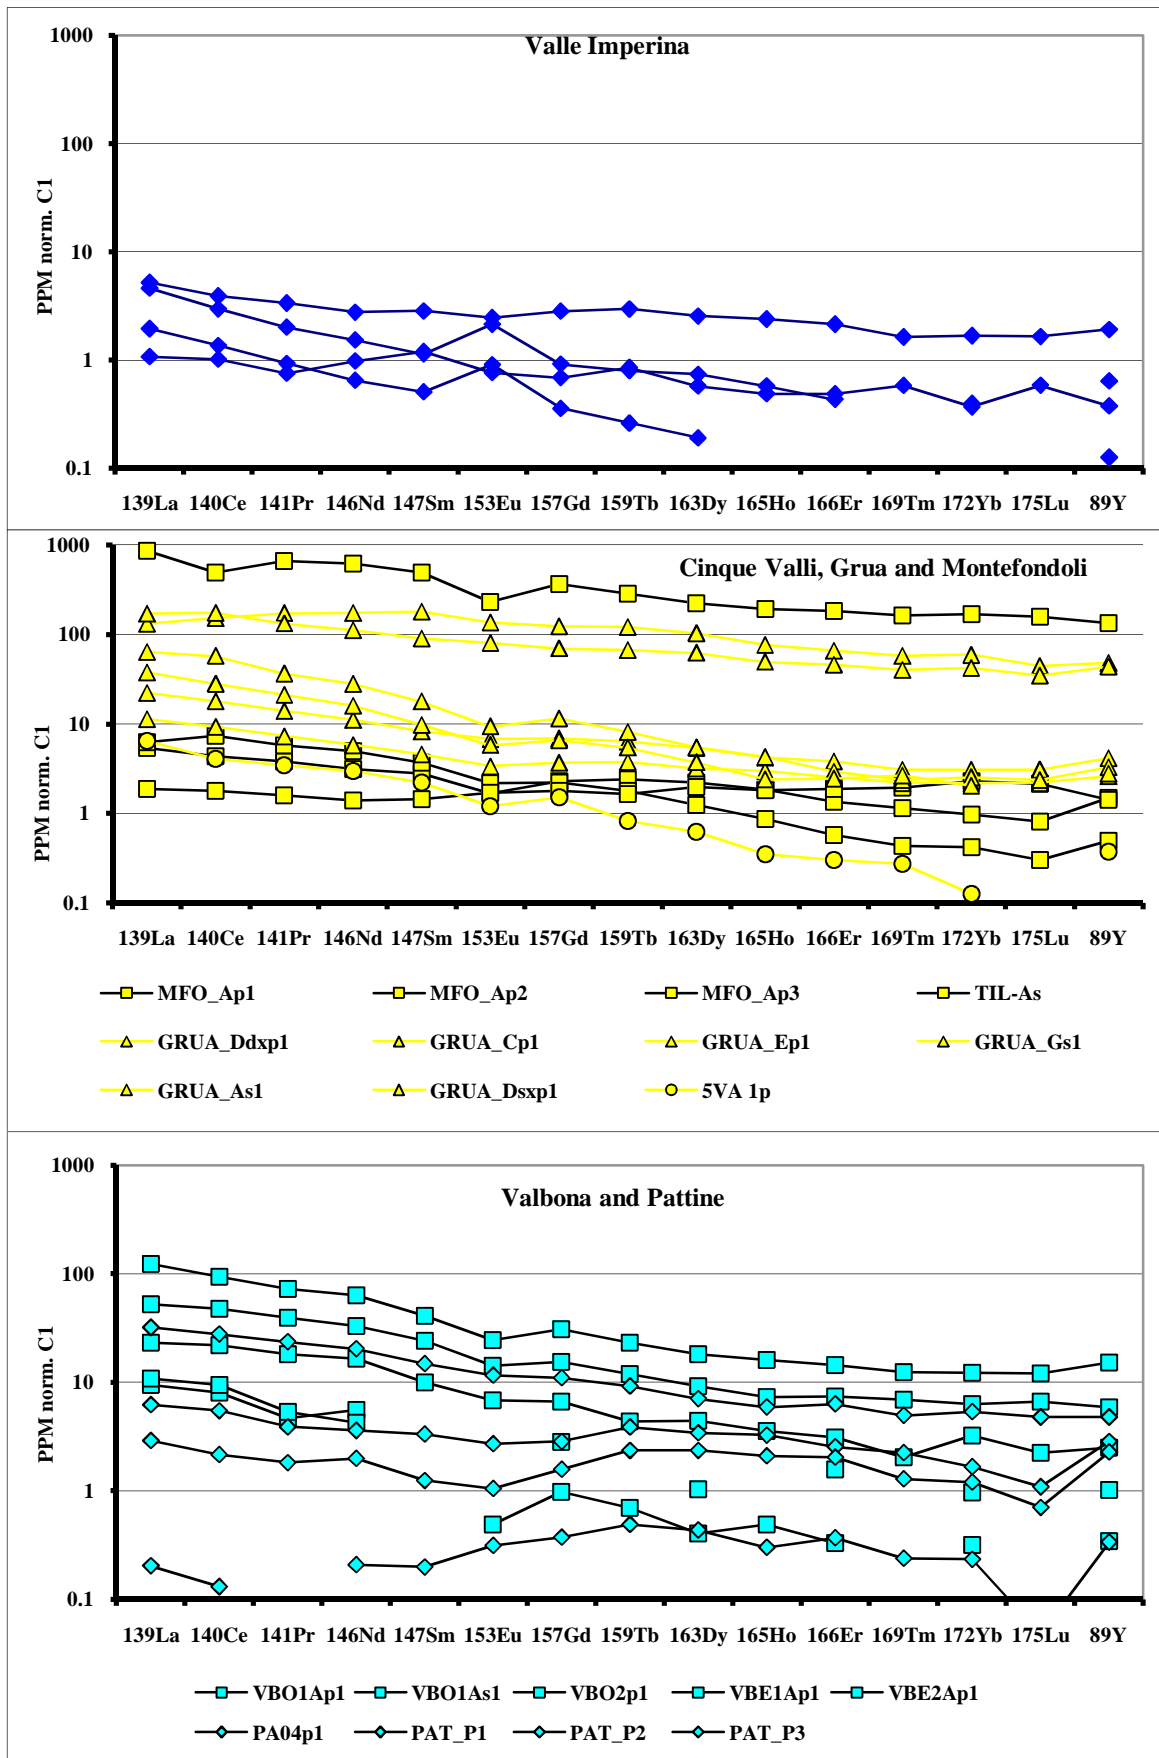 Valle Imperina
PPM norm. C1
1000
100
10
1
0.1
139La 140Ce 141Pr 146Nd 147Sm 153Eu 157Gd 159Tb 163Dy 165Ho 166Er 169Tm 172Yb 175Lu 89Y
Cinque Valli, Grua and Montefondoli
PPM norm. C1
1000
100
10
1
0.1
139La 140Ce 141Pr 146Nd 147Sm 153Eu 157Gd 159Tb 163Dy 165Ho 166Er 169Tm 172Yb 175Lu 89Y
MFO_Ap1 MFO_Ap2 MFO_Ap3 TIL-As
GRUA_Ddxp1 GRUA_Cp1 GRUA_Ep1 GRUA_Gs1
GRUA_As1 GRUA_Dsxp1 5VA 1p
Valbona and Pattine
PPM norm. C1
1000
100
10
1
0.1
139La 140Ce 141Pr 146Nd 147Sm 153Eu 157Gd 159Tb 163Dy 165Ho 166Er 169Tm 172Yb 175Lu 89Y
VBO1Ap1 VBO1As1 VBO2p1 VBE1Ap1 VBE2Ap1
PA04p1 PAT_P1 PAT_P2 PAT_P3